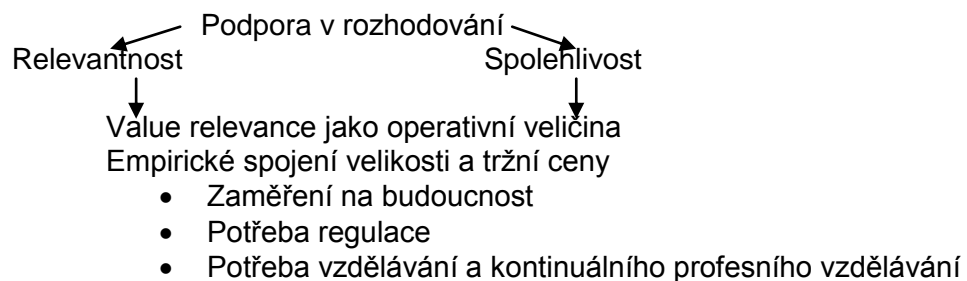 Podpora v rozhodování
Relevantnost Spolehlivost
Value relevance jako operativní veličina
Empirické spojení velikosti a tržní ceny
• Zaměření na budoucnost
• Potřeba regulace
• Potřeba vzdělávání a kontinuálního profesního vzdělávání